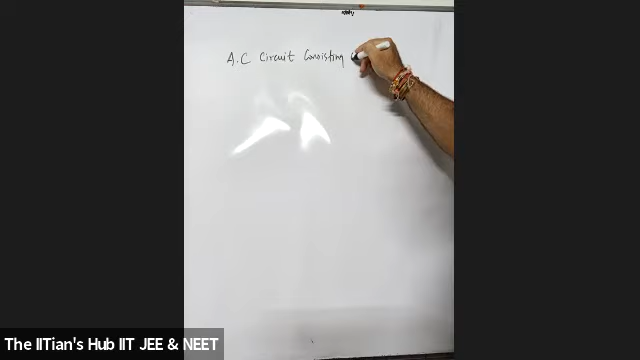 A.C Circuit Consisting
The IITian's Hub IIT JEE & NEET